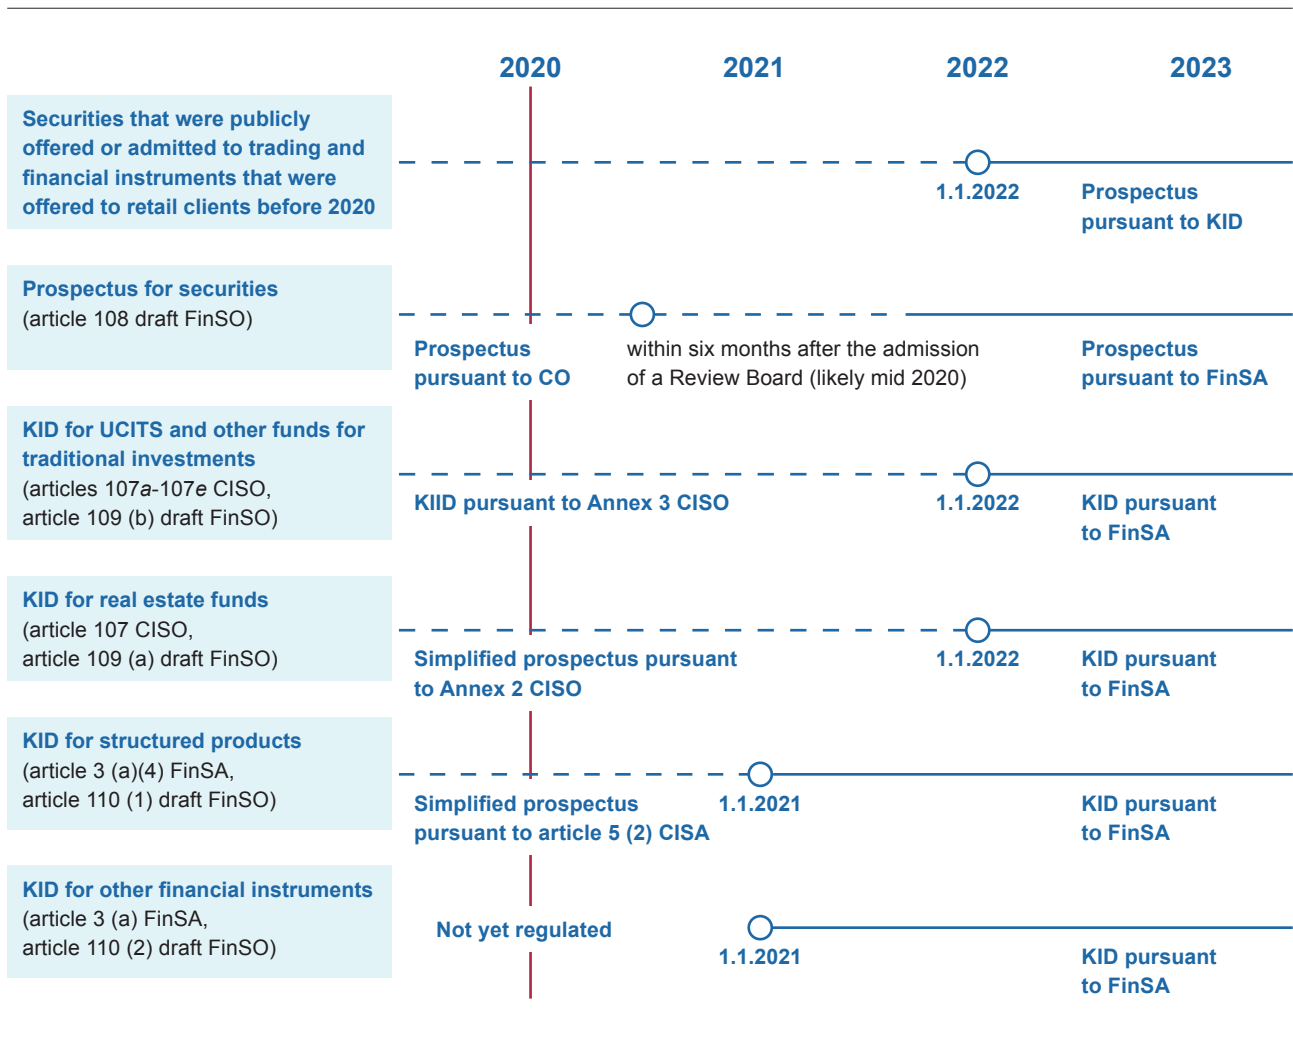 2020 2021 2022 2023
Securities that were publicly
offered or admitted to trading and
financial instruments that were
offered to retail clients before 2020
1.1.2022
Prospectus
pursuant to KID
Prospectus for securities
(article 108 draft FinSO)
Prospectus
pursuant to CO
within six months after the admission
of a Review Board (likely mid 2020)
Prospectus
pursuant to FinSA
KID for UCITS and other funds for
traditional investments
(articles 107a-107e CISO,
article 109 (b) draft FinSO)
KIID pursuant to Annex 3 CISO
1.1.2022
KID pursuant
to FinSA
KID for real estate funds
(article 107 CISO,
article 109 (a) draft FinSO)
Simplified prospectus pursuant
to Annex 2 CISO
1.1.2022
KID pursuant
to FinSA
KID for structured products
(article 3 (a)(4) FinSA,
article 110 (1) draft FinSO)
Simplified prospectus
pursuant to article 5 (2) CISA
1.1.2021
KID pursuant
to FinSA
KID for other financial instruments
(article 3 (a) FinSA,
article 110 (2) draft FinSO)
Not yet regulated
1.1.2021
KID pursuant
to FinSA